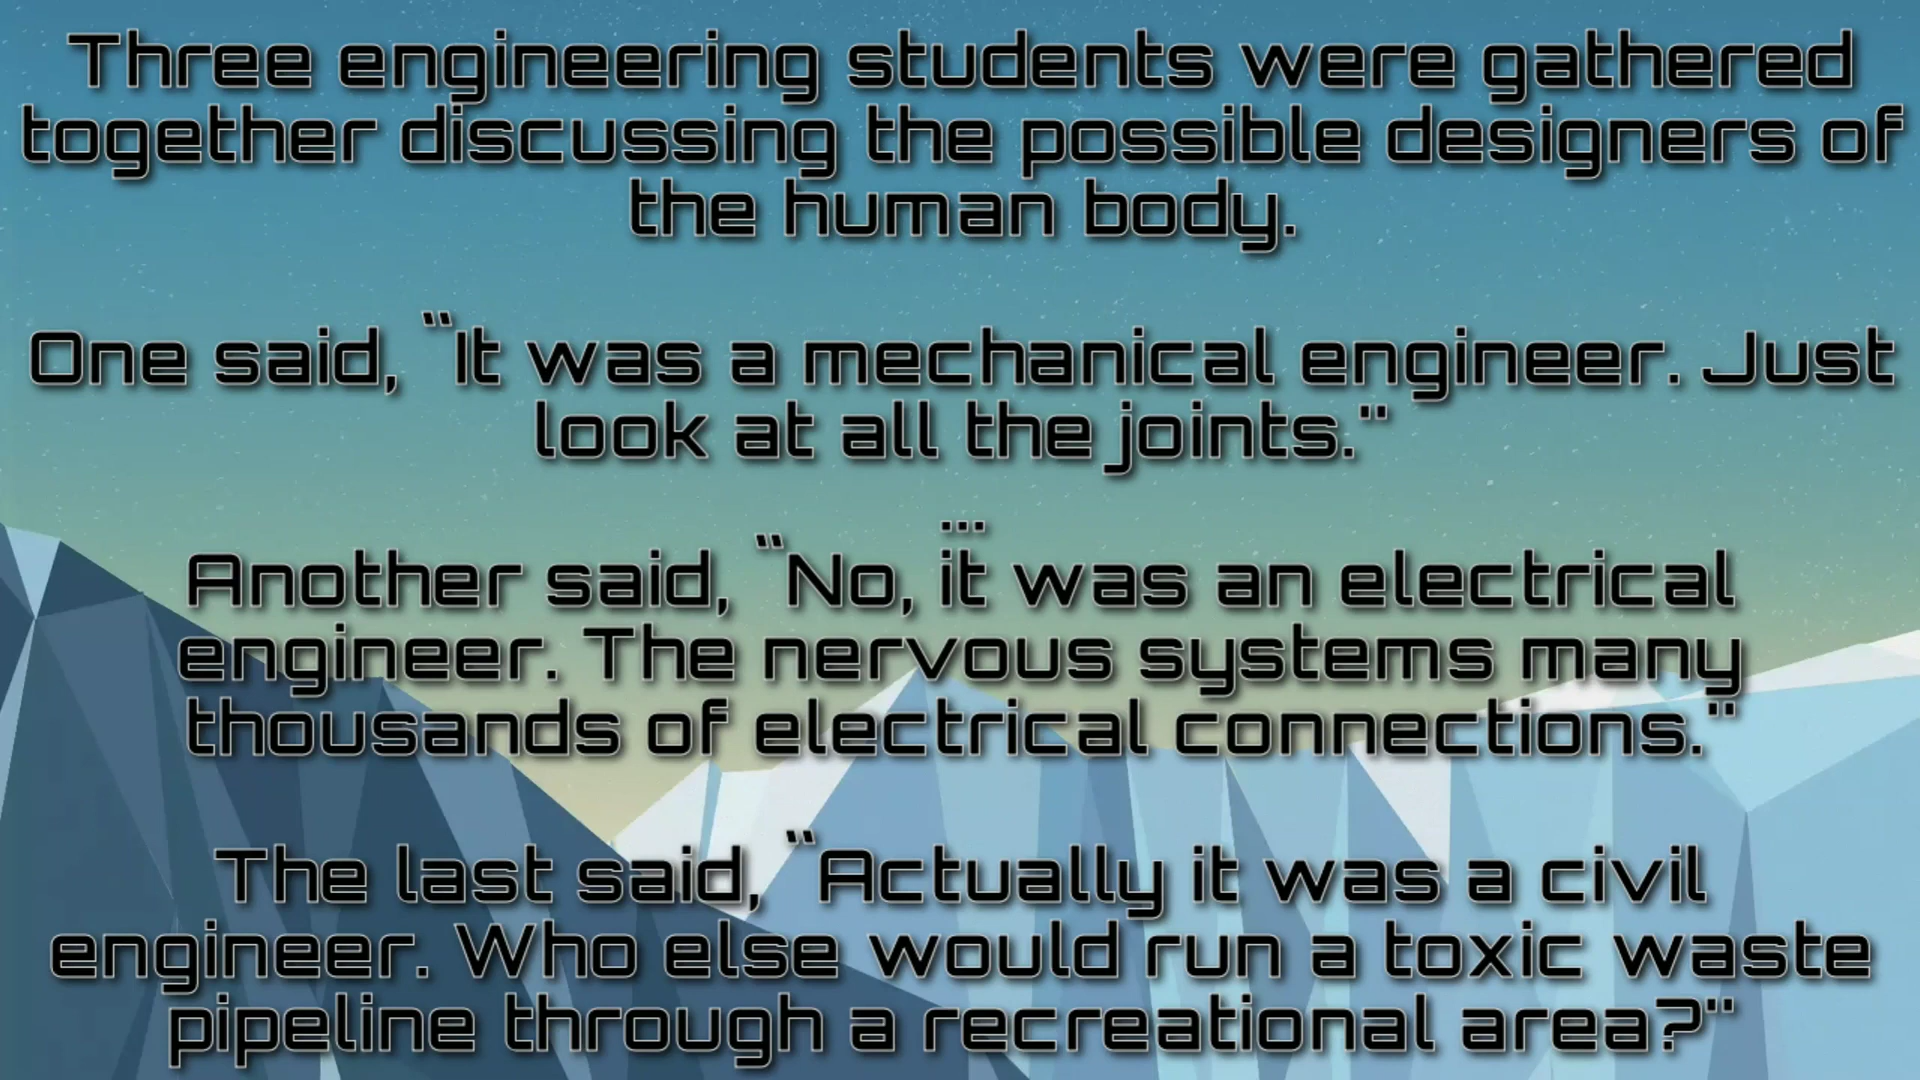 Three engineering students were gathered
together discussing the possible designers of
the human body.
One said, “It was a mechanical engineer. Just
look at all the joints."
...
Another said, “No, it was an electrical
engineer. The nervous systems many
thousands of electrical connections."
The last said, “Actually it was a civil
engineer. Who else would run a toxic waste
pipeline through a recreational area?"